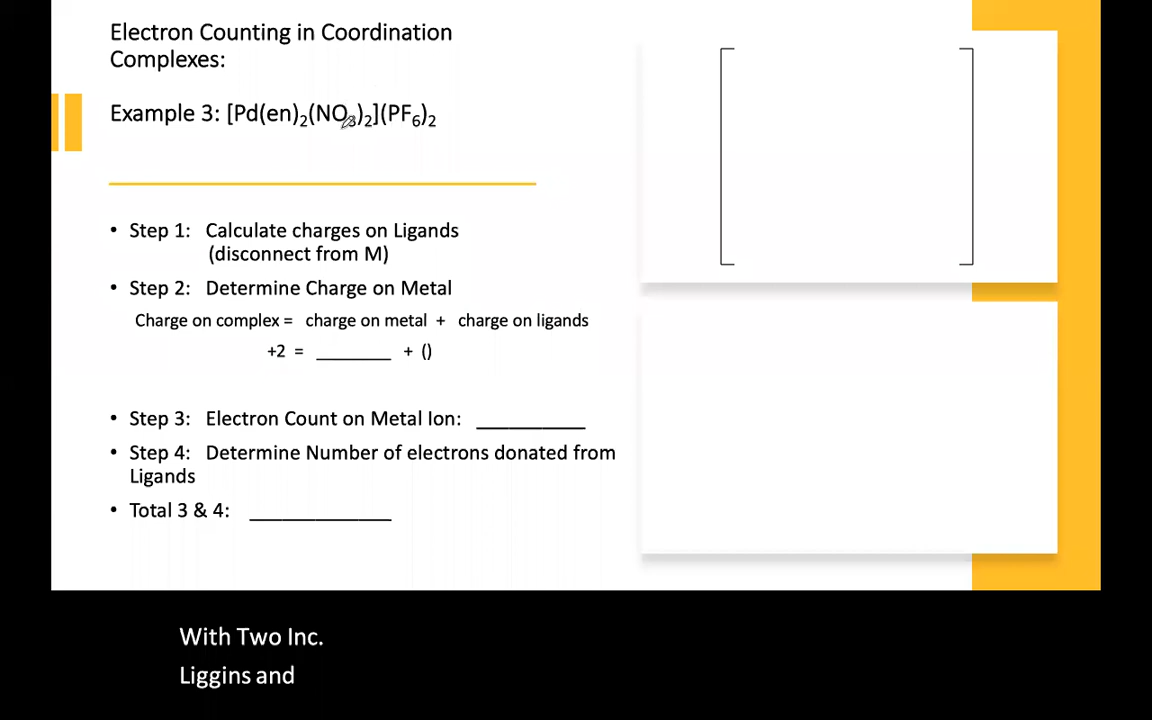 Electron Counting in Coordination
Complexes:
Example 3: [Pd(en)₂(NO₃)₂](PF₆)₂
• Step 1: Calculate charges on Ligands
(disconnect from M)
• Step 2: Determine Charge on Metal
Charge on complex = charge on metal + charge on ligands
+2 = ________ + ()
• Step 3: Electron Count on Metal Ion: __________
• Step 4: Determine Number of electrons donated from
Ligands
• Total 3 & 4: _____________
With Two Inc.
Liggins and